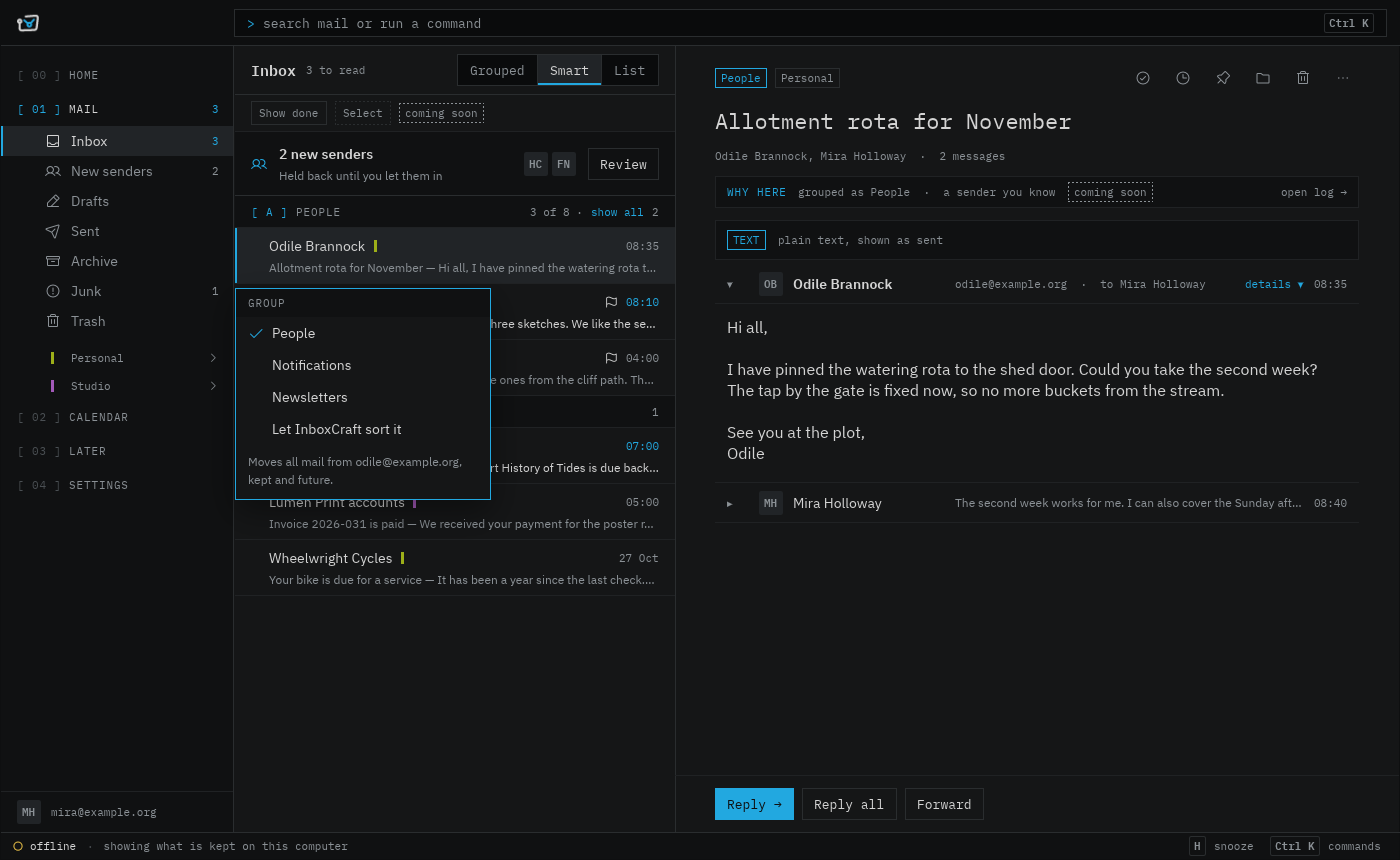 > search mail or run a command
Ctrl K
[ 00 ] HOME
[ 01 ] MAIL 3
Inbox 3
New senders 2
Drafts
Sent
Archive
Junk 1
Trash
Personal
Studio
[ 02 ] CALENDAR
[ 03 ] LATER
[ 04 ] SETTINGS
MH mira@example.org
Inbox 3 to read
Grouped Smart List
Show done Select coming soon
2 new senders
Held back until you let them in
HC FN Review
[ A ] PEOPLE 3 of 8 · show all 2
Odile Brannock 08:35
Allotment rota for November — Hi all, I have pinned the watering rota t…
08:10
hree sketches. We like the se…
04:00
e ones from the cliff path. Th…
1
07:00
rt History of Tides is due back…
Lumen Print accounts 05:00
Invoice 2026-031 is paid — We received your payment for the poster r…
Wheelwright Cycles 27 Oct
Your bike is due for a service — It has been a year since the last check.…
GROUP
People
Notifications
Newsletters
Let InboxCraft sort it
Moves all mail from odile@example.org,
kept and future.
People Personal
Allotment rota for November
Odile Brannock, Mira Holloway · 2 messages
WHY HERE grouped as People · a sender you know coming soon open log →
TEXT plain text, shown as sent
▾ OB Odile Brannock odile@example.org · to Mira Holloway details ▾ 08:35
Hi all,
I have pinned the watering rota to the shed door. Could you take the second week?
The tap by the gate is fixed now, so no more buckets from the stream.
See you at the plot,
Odile
▸ MH Mira Holloway The second week works for me. I can also cover the Sunday aft… 08:40
Reply → Reply all Forward
offline · showing what is kept on this computer
H snooze Ctrl K commands